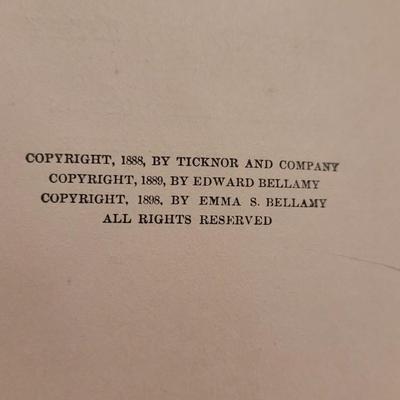 COPYRIGHT, 1888, BY TICKNOR AND COMPANY
COPYRIGHT, 1889, BY EDWARD BELLAMY
COPYRIGHT, 1898, BY EMMA S. BELLAMY
ALL RIGHTS RESERVED